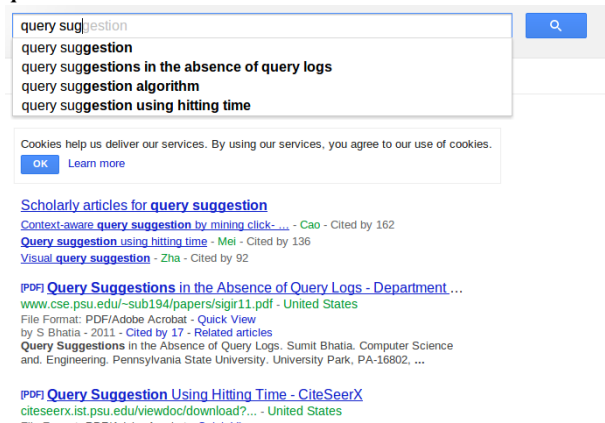 query suggestion
query suggestion
query suggestions in the absence of query logs
query suggestion algorithm
query suggestion using hitting time
Cookies help us deliver our services. By using our services, you agree to our use of cookies.
OK Learn more
Scholarly articles for query suggestion
Context-aware query suggestion by mining click- ... - Cao - Cited by 162
Query suggestion using hitting time - Mei - Cited by 136
Visual query suggestion - Zha - Cited by 92
[PDF] Query Suggestions in the Absence of Query Logs - Department ...
www.cse.psu.edu/~sub194/papers/sigir11.pdf - United States
File Format: PDF/Adobe Acrobat - Quick View
by S Bhatia - 2011 - Cited by 17 - Related articles
Query Suggestions in the Absence of Query Logs. Sumit Bhatia. Computer Science
and. Engineering. Pennsylvania State University. University Park, PA-16802, ...
[PDF] Query Suggestion Using Hitting Time - CiteSeerX
citeseerx.ist.psu.edu/viewdoc/download?... - United States